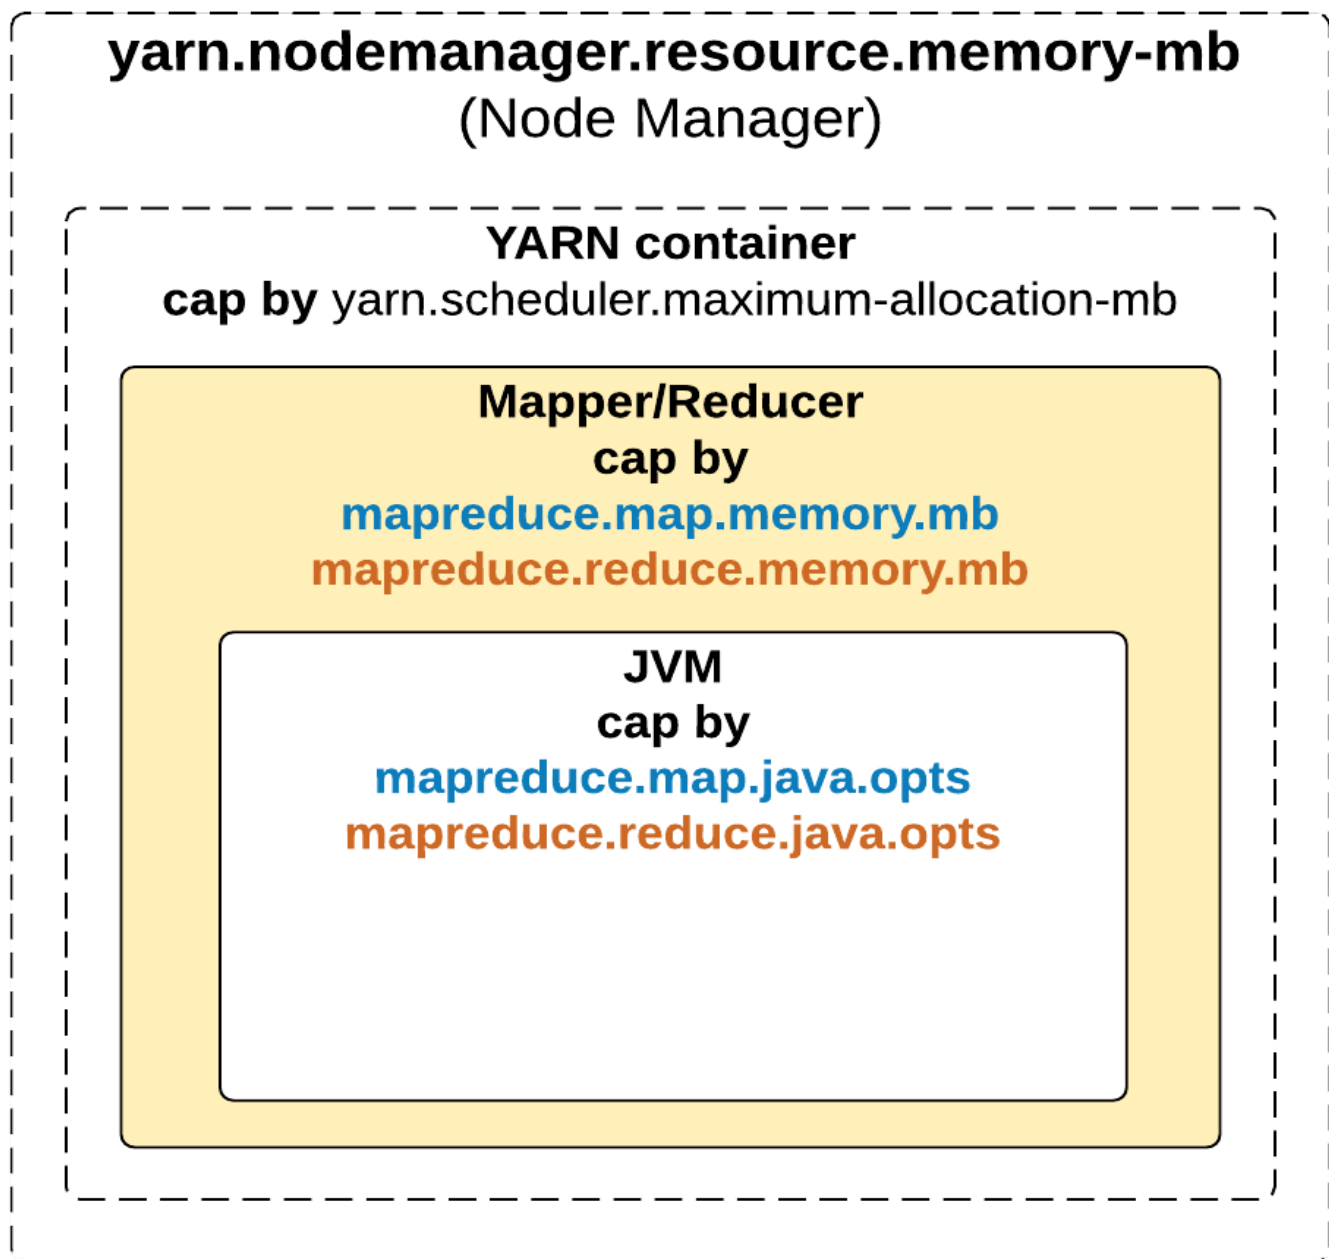 yarn.nodemanager.resource.memory-mb
(Node Manager)
YARN container
cap by yarn.scheduler.maximum-allocation-mb
Mapper/Reducer
cap by
mapreduce.map.memory.mb
mapreduce.reduce.memory.mb
JVM
cap by
mapreduce.map.java.opts
mapreduce.reduce.java.opts